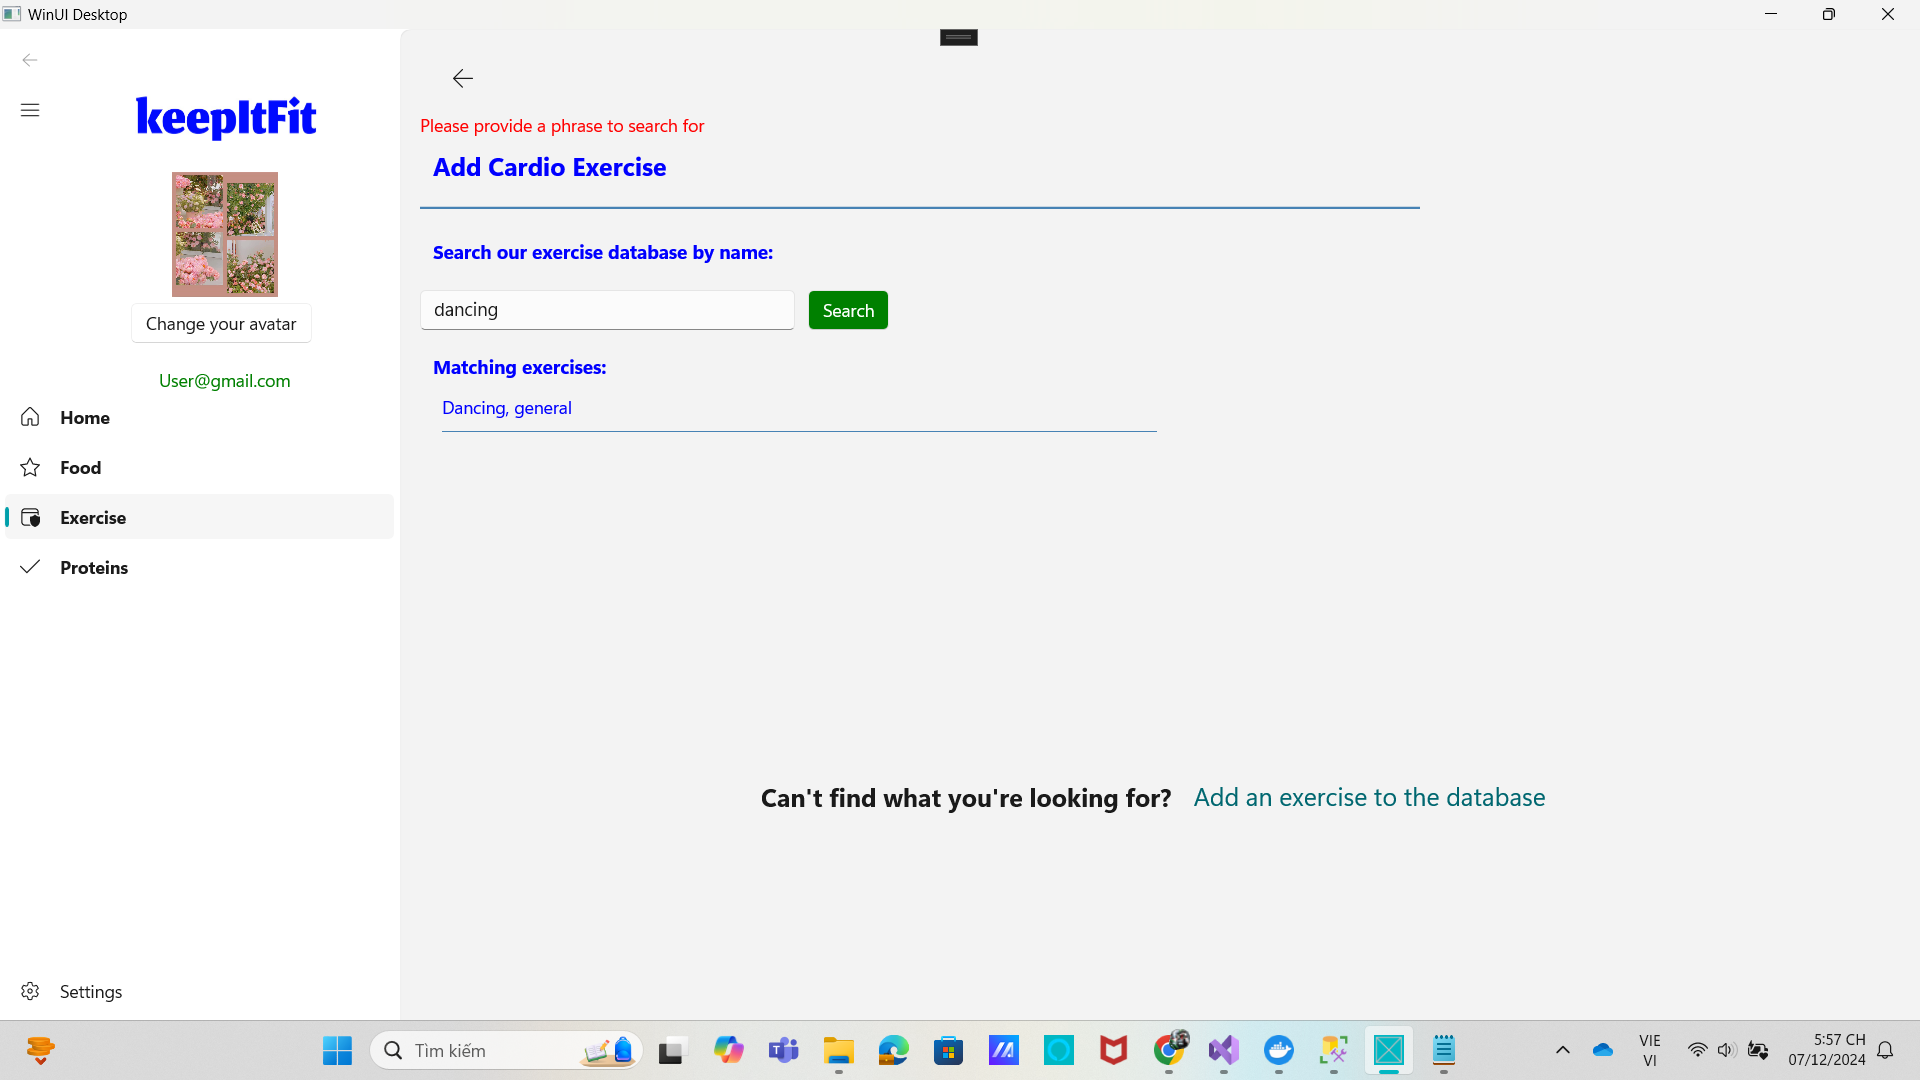 WinUI Desktop
keepItFit
Change your avatar
User@gmail.com
Home
Food
Exercise
Proteins
Settings
Please provide a phrase to search for
Add Cardio Exercise
Search our exercise database by name:
dancing
Search
Matching exercises:
Dancing, general
Can't find what you're looking for? Add an exercise to the database
Tìm kiếm
VIE
VI
5:57 CH
07/12/2024